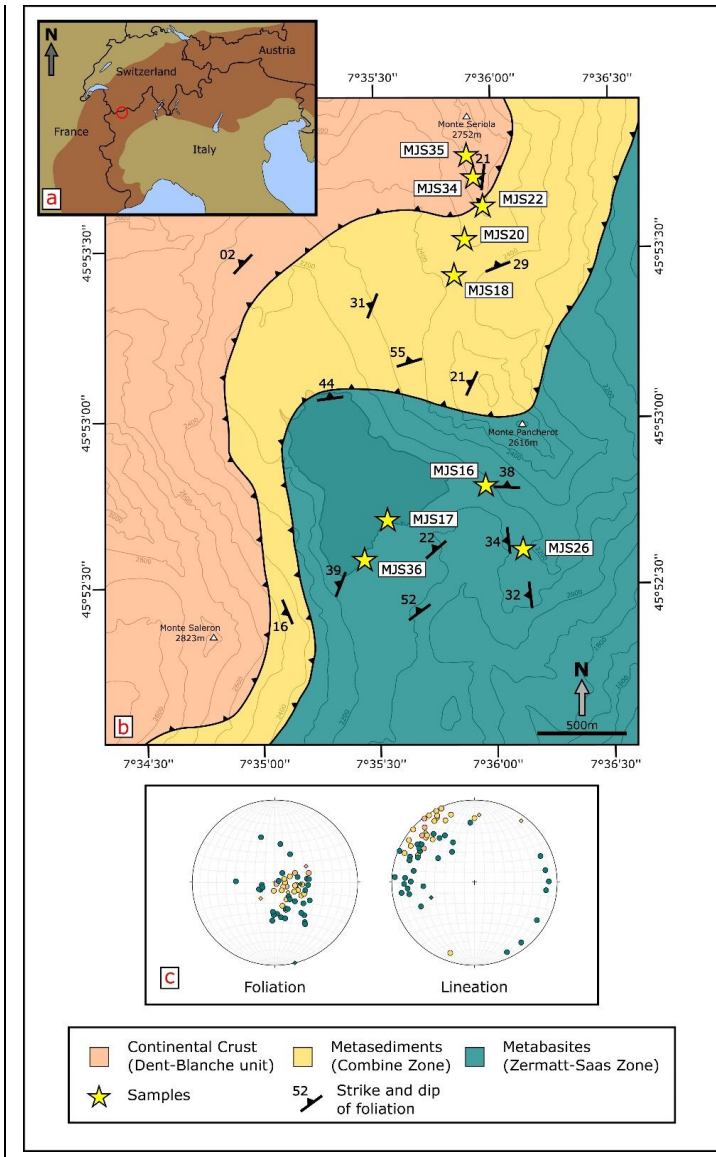 N
Austria
Switzerland
France
Italy
a
7°35'30"
7°36'00"
7°36'30"
Monte Seriola
2752m
MJS35
21
MJS34
MJS22
MJS20
02
29
MJS18
45°53'30"
45°53'30"
31
55
21
44
45°53'00"
45°53'00"
Monte Pancherot
2616m
MJS16
38
MJS17
22
34
MJS26
MJS36
39
52
32
45°52'30"
45°52'30"
16
Monte Saleron
2823m
N
500m
b
7°34'30"
7°35'00"
7°35'30"
7°36'00"
7°36'30"
c
Foliation
Lineation
Continental Crust
(Dent-Blanche unit)
Metasediments
(Combine Zone)
Metabasites
(Zermatt-Saas Zone)
Samples
52
Strike and dip
of foliation